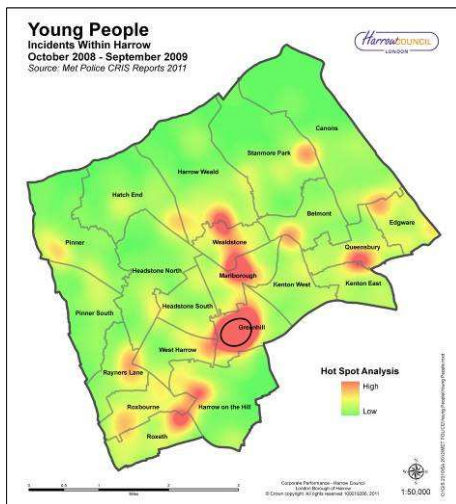 Young People
Incidents Within Harrow
October 2008 - September 2009
Source: Met Police CRIS Reports 2011
HarrowCOUNCIL
LONDON
Canons
Stanmore Park
Harrow Weald
Hatch End
Belmont
Edgware
Wealdstone
Pinner
Queensbury
Headstone North
Marlborough
Kenton West
Kenton East
Headstone South
Pinner South
Greenhill
West Harrow
Rayners Lane
Hot Spot Analysis
High
Low
Roxbourne
Harrow on the Hill
Roxeth
Miles
Corporate Performance - Harrow Council
London Borough of Harrow
1:50,000